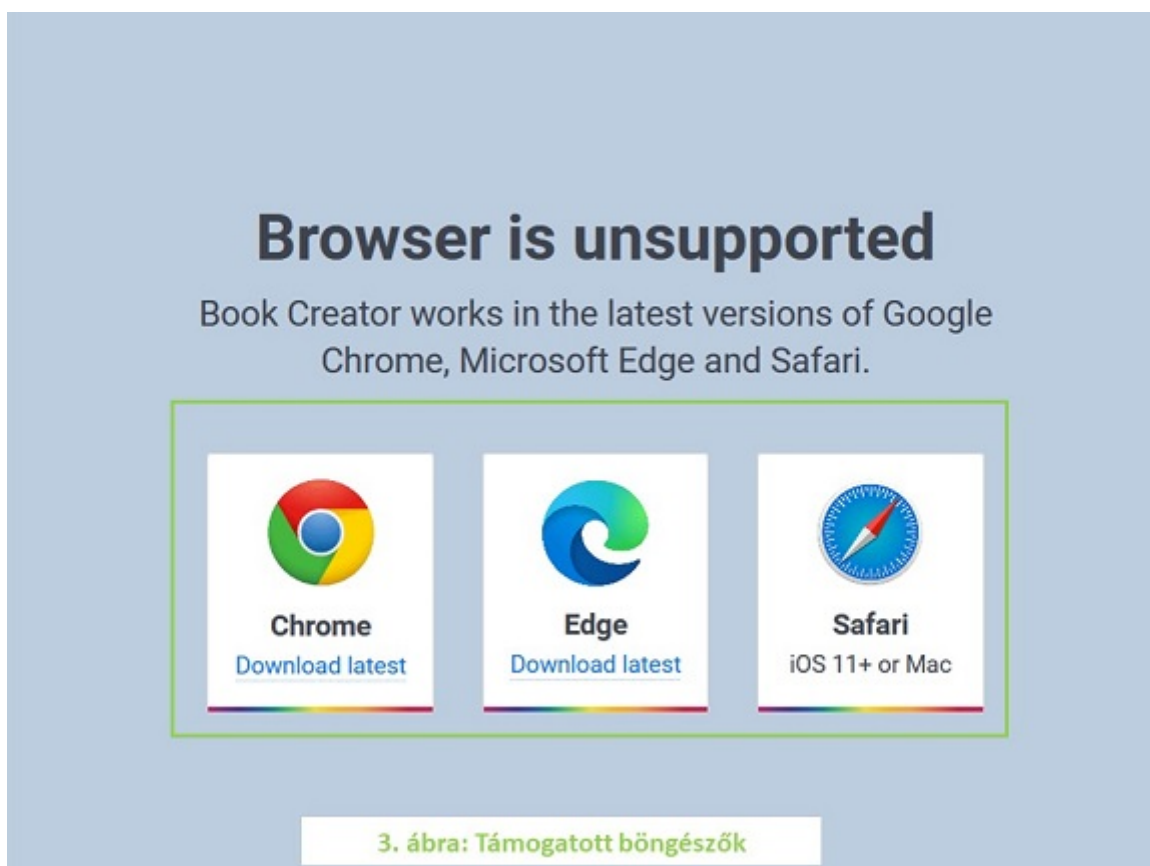 Browser is unsupported
Book Creator works in the latest versions of Google
Chrome, Microsoft Edge and Safari.
Chrome
Download latest
Edge
Download latest
Safari
iOS 11+ or Mac
3. ábra: Támogatott böngészők